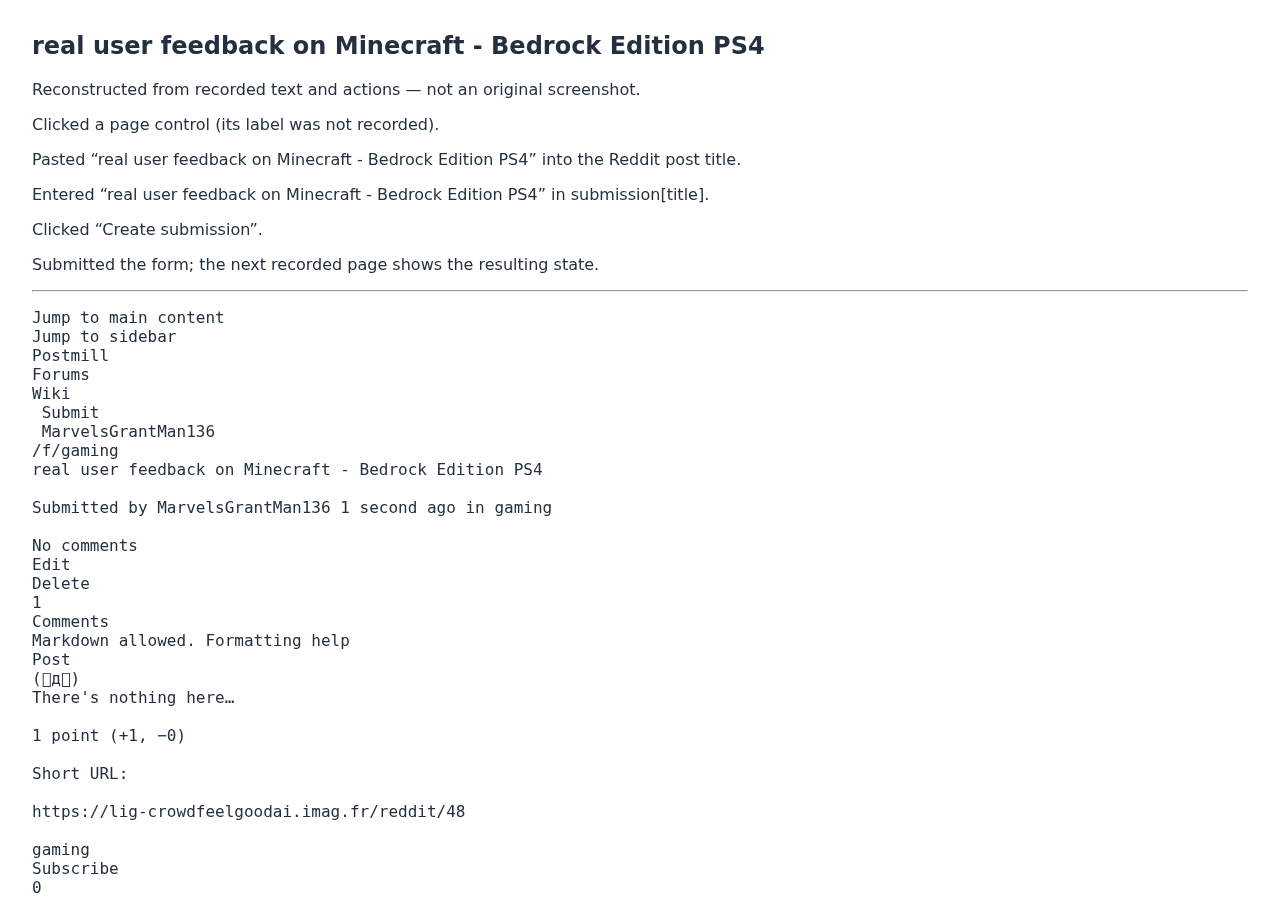 real user feedback on Minecraft - Bedrock Edition PS4
Reconstructed from recorded text and actions — not an original screenshot.
Clicked a page control (its label was not recorded).
Pasted “real user feedback on Minecraft - Bedrock Edition PS4” into the Reddit post title.
Entered “real user feedback on Minecraft - Bedrock Edition PS4” in submission[title].
Clicked “Create submission”.
Submitted the form; the next recorded page shows the resulting state.
Jump to main content
Jump to sidebar
Postmill
Forums
Wiki
Submit
MarvelsGrantMan136
/f/gaming
real user feedback on Minecraft - Bedrock Edition PS4
Submitted by MarvelsGrantMan136 1 second ago in gaming
No comments
Edit
Delete
1
Comments
Markdown allowed. Formatting help
Post
(д)
There's nothing here…
1 point (+1, −0)
Short URL:
https://lig-crowdfeelgoodai.imag.fr/reddit/48
gaming
Subscribe
0